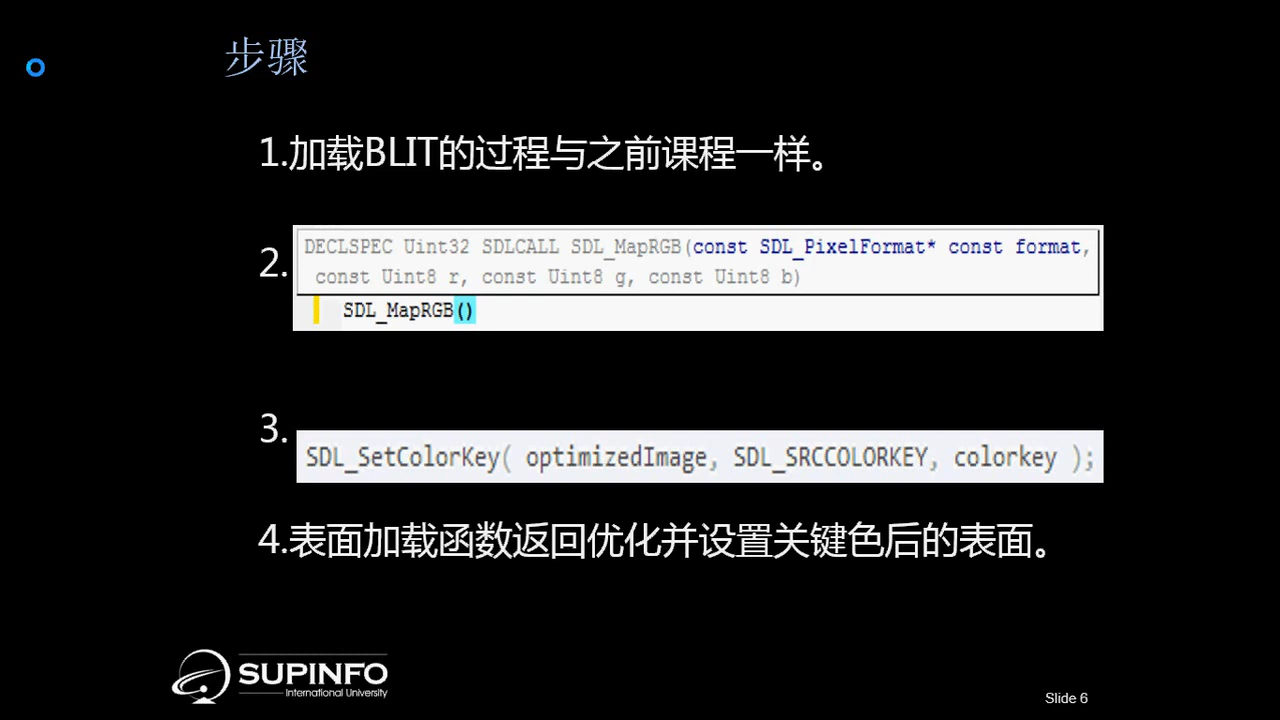 步骤
1.加载BLIT的过程与之前课程一样。
2.
DECLSPEC Uint32 SDLCALL SDL_MapRGB(const SDL_PixelFormat* const format,
const Uint8 r, const Uint8 g, const Uint8 b)
SDL_MapRGB()
3.
SDL_SetColorKey( optimizedImage, SDL_SRCCOLORKEY, colorkey );
4.表面加载函数返回优化并设置关键色后的表面。
SUPINFO
International University
Slide 6